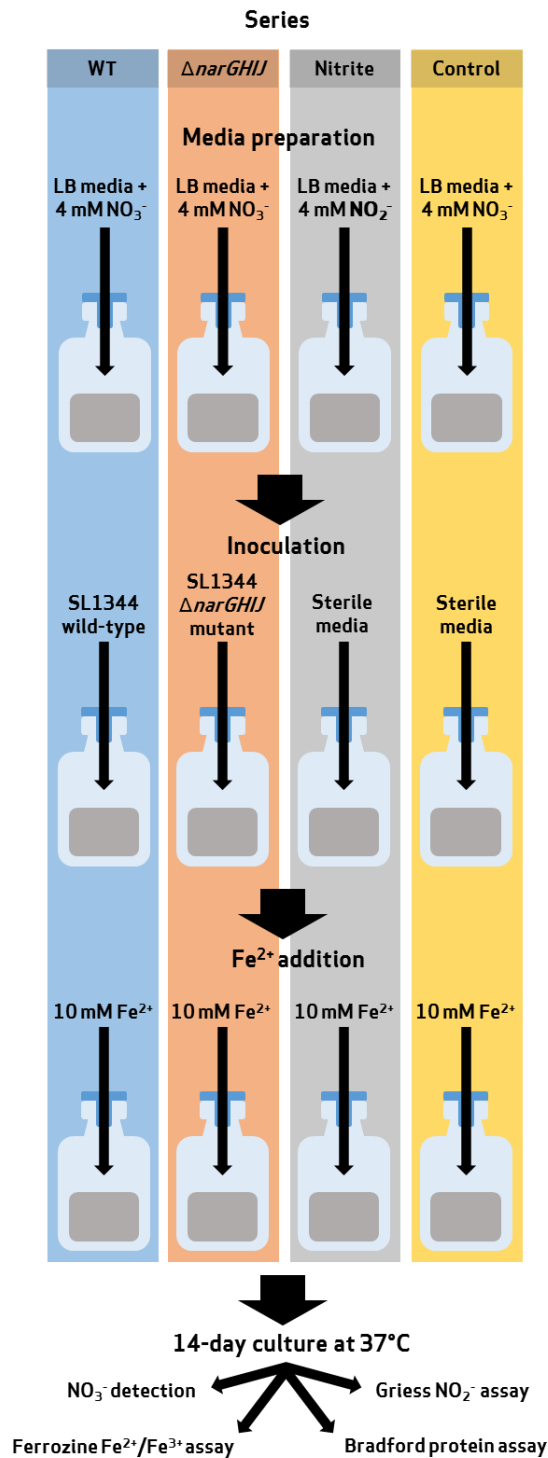 Series
WT
ΔnarGHIJ
Nitrite
Control
Media preparation
LB media +
4 mM NO₃⁻
LB media +
4 mM NO₃⁻
LB media +
4 mM NO₂⁻
LB media +
4 mM NO₃⁻
Inoculation
SL1344
wild-type
SL1344
ΔnarGHIJ
mutant
Sterile
media
Sterile
media
Fe²⁺ addition
10 mM Fe²⁺
10 mM Fe²⁺
10 mM Fe²⁺
10 mM Fe²⁺
14-day culture at 37°C
NO₃⁻ detection
Griess NO₂⁻ assay
Ferrozine Fe²⁺/Fe³⁺ assay
Bradford protein assay